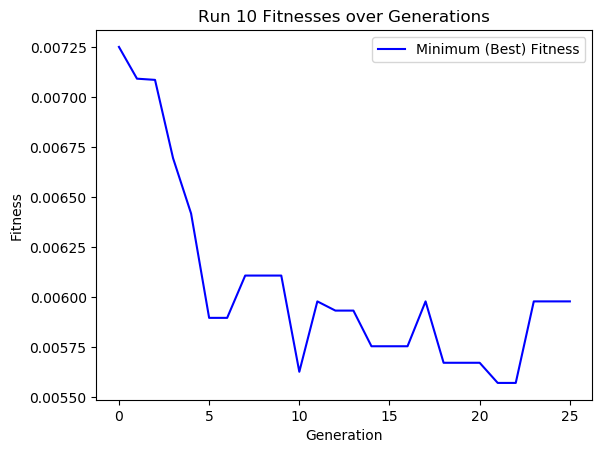 Run 10 Fitnesses over Generations
Minimum (Best) Fitness
Fitness
0.00725
0.00700
0.00675
0.00650
0.00625
0.00600
0.00575
0.00550
0 5 10 15 20 25
Generation